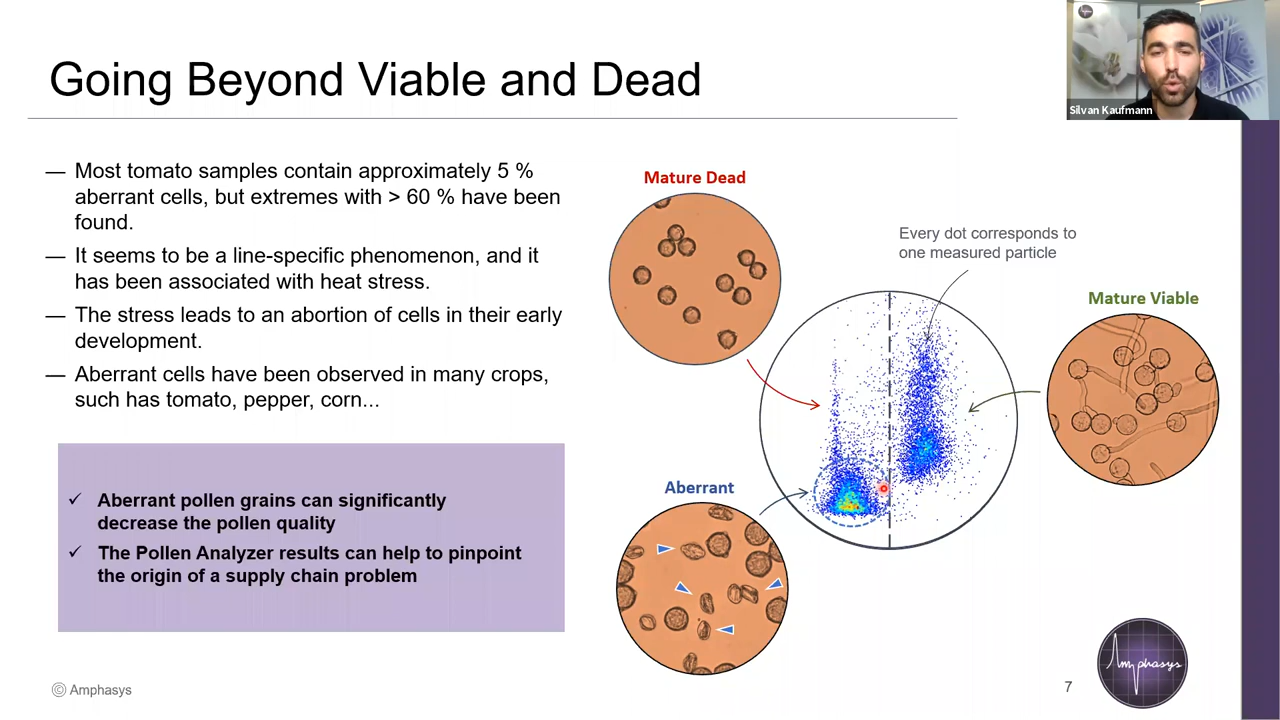 Going Beyond Viable and Dead
Silvan Kaufmann
— Most tomato samples contain approximately 5 %
aberrant cells, but extremes with > 60 % have been
found.
— It seems to be a line-specific phenomenon, and it
has been associated with heat stress.
— The stress leads to an abortion of cells in their early
development.
— Aberrant cells have been observed in many crops,
such has tomato, pepper, corn...
✓ Aberrant pollen grains can significantly
decrease the pollen quality
✓ The Pollen Analyzer results can help to pinpoint
the origin of a supply chain problem
Mature Dead
Every dot corresponds to
one measured particle
Mature Viable
Aberrant
© Amphasys
7
Amphasys